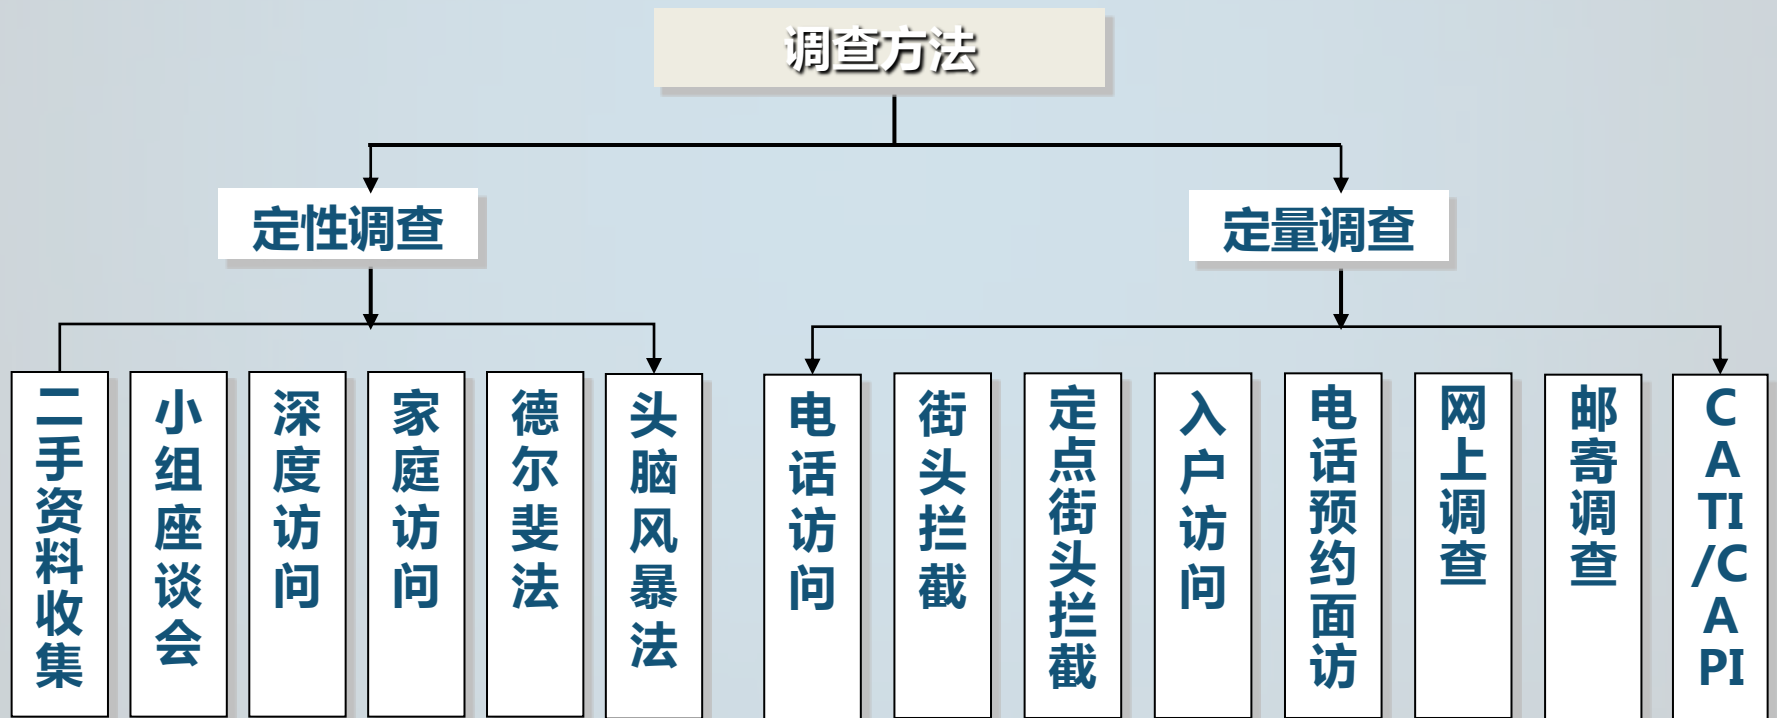 调查方法
定性调查
定量调查
二手资料收集
小组座谈会
深度访问
家庭访问
德尔斐法
头脑风暴法
电话访问
街头拦截
定点街头拦截
入户访问
电话预约面访
网上调查
邮寄调查
CATI/CAPI